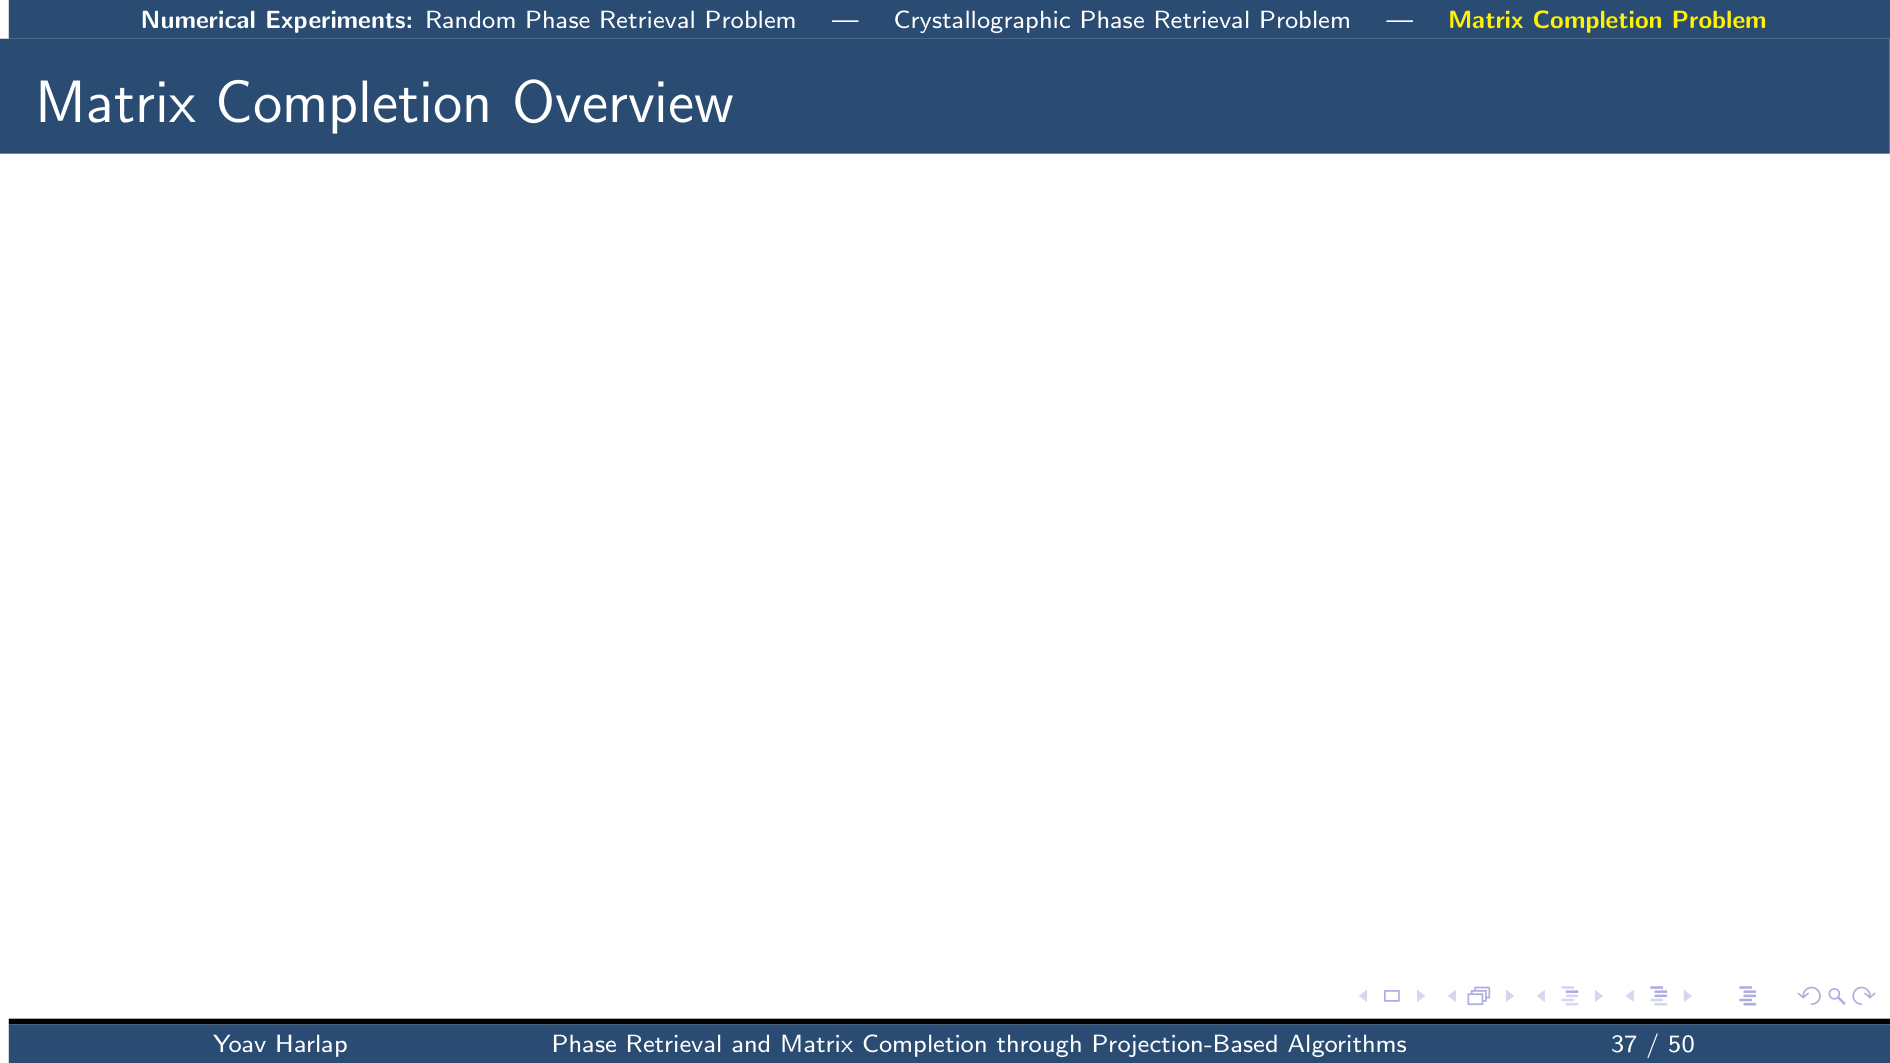 Numerical Experiments: Random Phase Retrieval Problem — Crystallographic Phase Retrieval Problem — Matrix Completion Problem
Matrix Completion Overview
Yoav Harlap Phase Retrieval and Matrix Completion through Projection-Based Algorithms 37 / 50